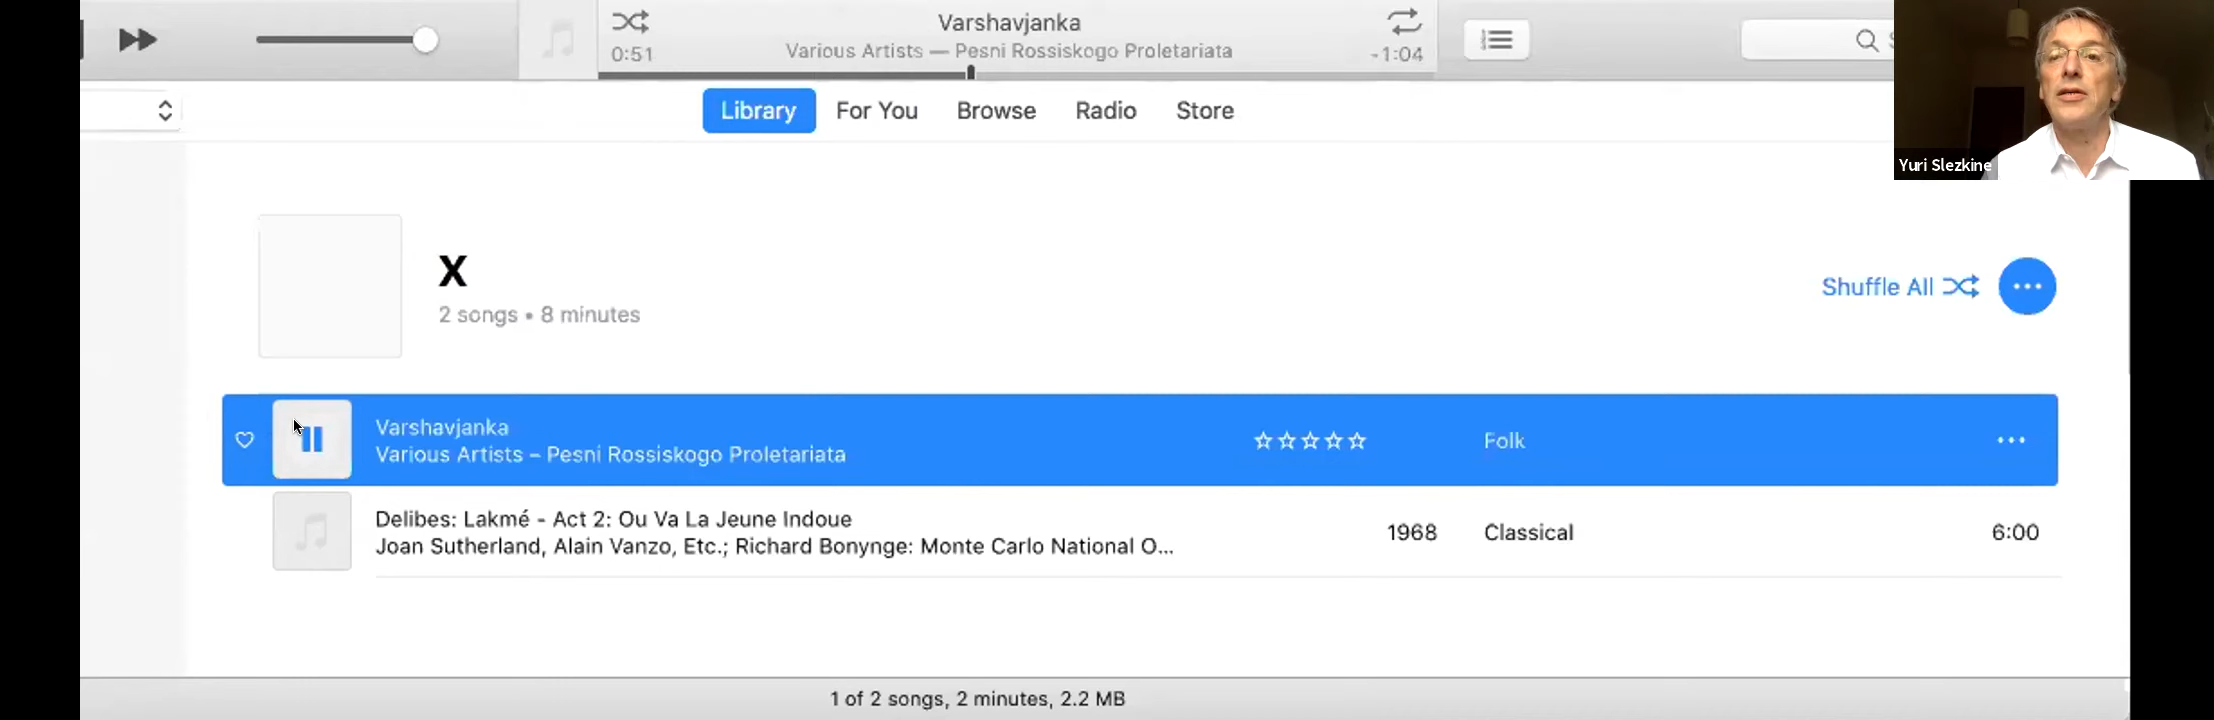 Varshavjanka
0:51
Various Artists — Pesni Rossiskogo Proletariata
-1:04
Library For You Browse Radio Store
Yuri Slezkine
X
2 songs • 8 minutes
Shuffle All
Varshavjanka
Various Artists – Pesni Rossiskogo Proletariata
Folk
Delibes: Lakmé - Act 2: Ou Va La Jeune Indoue
Joan Sutherland, Alain Vanzo, Etc.; Richard Bonynge: Monte Carlo National O...
1968 Classical 6:00
1 of 2 songs, 2 minutes, 2.2 MB